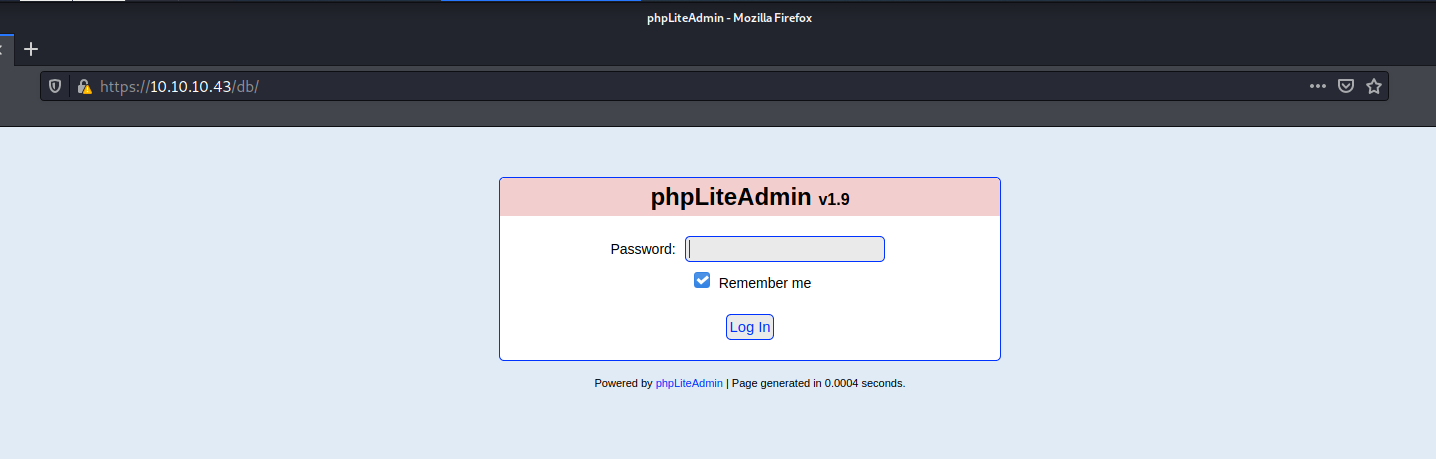 phpLiteAdmin - Mozilla Firefox
https://10.10.10.43/db/
phpLiteAdmin v1.9
Password:
Remember me
Log In
Powered by phpLiteAdmin | Page generated in 0.0004 seconds.